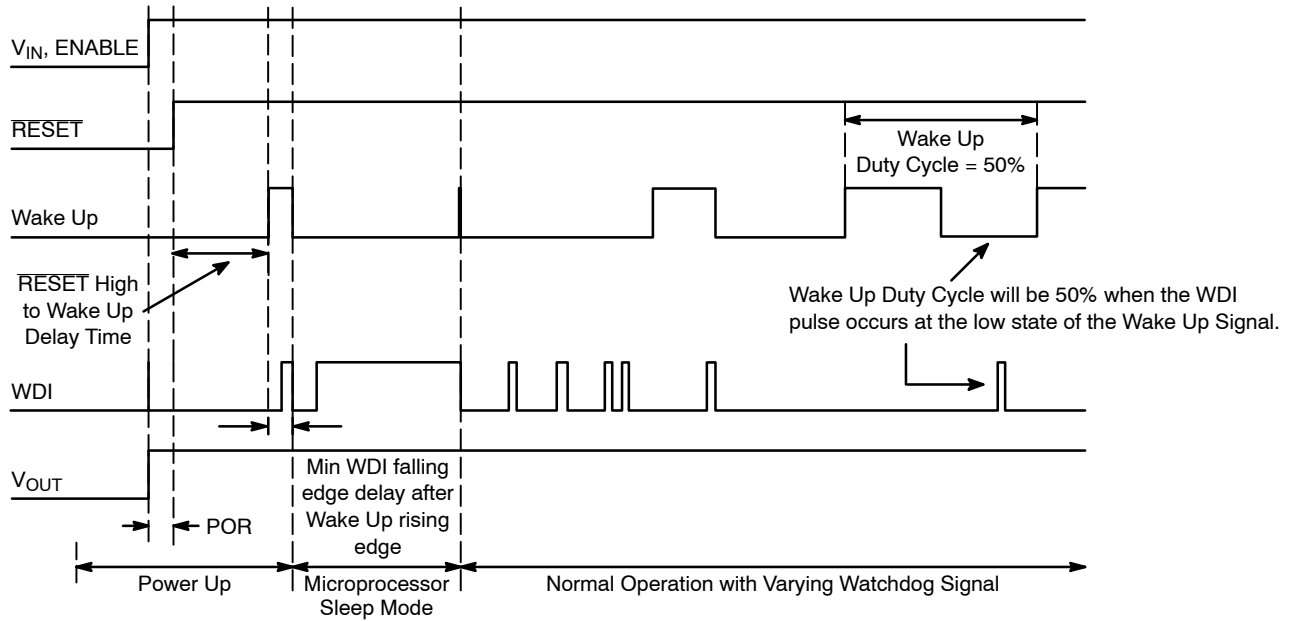 VIN, ENABLE
RESET
Wake Up
Duty Cycle = 50%
Wake Up
RESET High
to Wake Up
Delay Time
Wake Up Duty Cycle will be 50% when the WDI
pulse occurs at the low state of the Wake Up Signal.
WDI
VOUT
Min WDI falling
edge delay after
Wake Up rising
edge
POR
Power Up
Microprocessor
Sleep Mode
Normal Operation with Varying Watchdog Signal